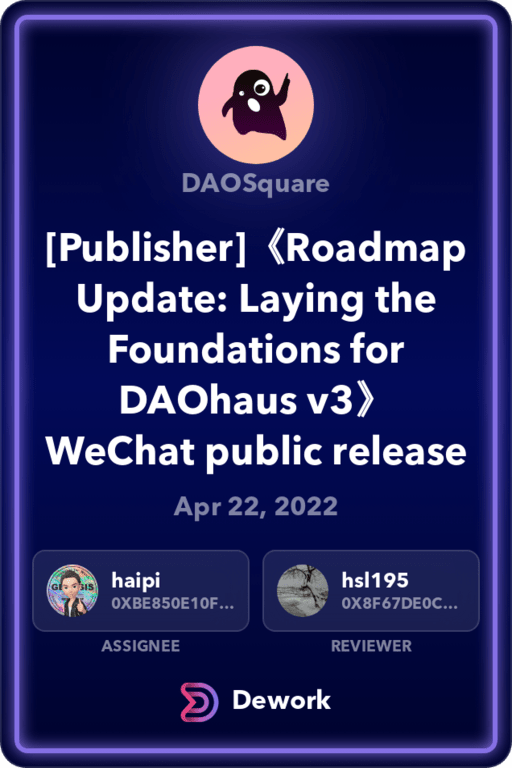 DAOSquare
[Publisher]《Roadmap
Update: Laying the
Foundations for
DAOhaus v3》
WeChat public release
Apr 22, 2022
haipi
0XBE850E10F...
ASSIGNEE
hsl195
0X8F67DE0C...
REVIEWER
Dework